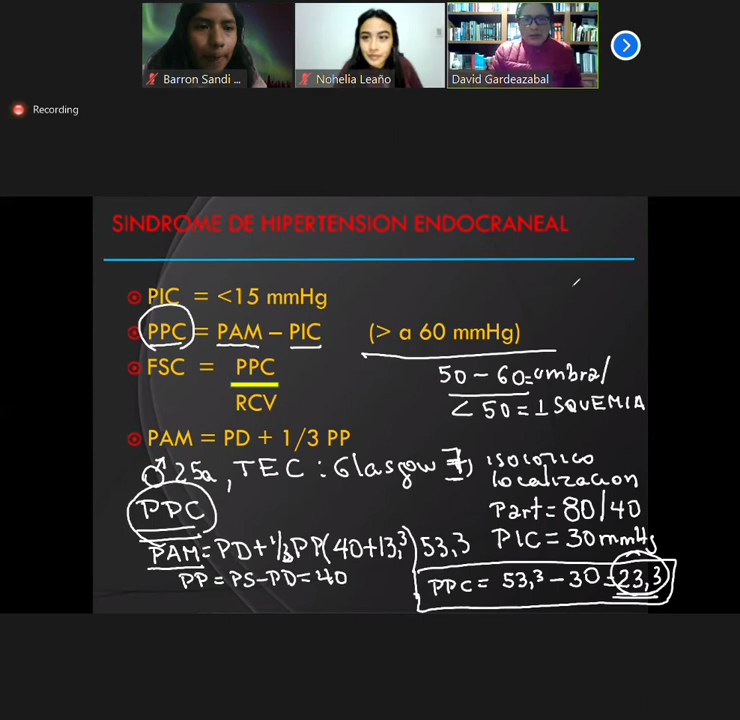 Barron Sandi ...
Nohelia Leaño
David Gardeazabal
Recording
SINDROME DE HIPERTENSION ENDOCRANEAL
PIC = <15 mmHg
PPC = PAM – PIC (> a 60 mmHg)
50 – 60 = umbral
FSC = PPC
RCV
< 50 = ISQUEMIA
PAM = PD + 1/3 PP
♂ 25a, TEC : Glasgow 7, isocorico
localizacion
PPC
Part = 80/40
PAM = PD + 1/3 PP (40 + 13,3) 53,3
PIC = 30 mmHg
PP = PS – PD = 40
PPC = 53,3 – 30 = 23,3